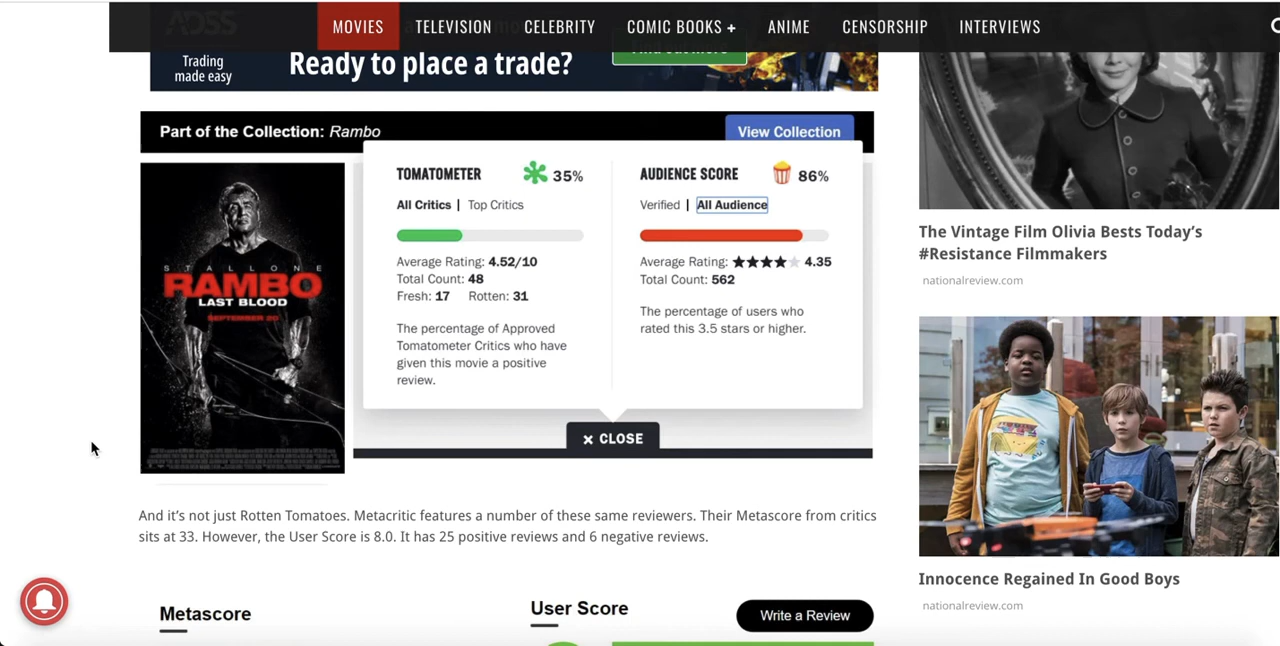 ADSS
MOVIES TELEVISION CELEBRITY COMIC BOOKS + ANIME CENSORSHIP INTERVIEWS
Trading
made easy
Ready to place a trade?
Part of the Collection: Rambo
View Collection
STALLONE
RAMBO
LAST BLOOD
SEPTEMBER 20
TOMATOMETER 35%
All Critics | Top Critics
Average Rating: 4.52/10
Total Count: 48
Fresh: 17 Rotten: 31
The percentage of Approved
Tomatometer Critics who have
given this movie a positive
review.
AUDIENCE SCORE 86%
Verified | All Audience
Average Rating: ★★★★★ 4.35
Total Count: 562
The percentage of users who
rated this 3.5 stars or higher.
× CLOSE
And it’s not just Rotten Tomatoes. Metacritic features a number of these same reviewers. Their Metascore from critics
sits at 33. However, the User Score is 8.0. It has 25 positive reviews and 6 negative reviews.
Metascore
User Score
Write a Review
The Vintage Film Olivia Bests Today’s
#Resistance Filmmakers
nationalreview.com
Innocence Regained In Good Boys
nationalreview.com